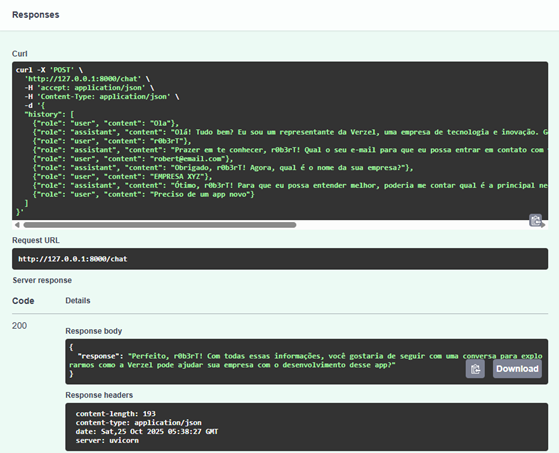 Responses
Curl
curl -X 'POST' \
'http://127.0.0.1:8000/chat' \
-H 'accept: application/json' \
-H 'Content-Type: application/json' \
-d '{
"history": [
{"role": "user", "content": "Ola"},
{"role": "assistant", "content": "Olá! Tudo bem? Eu sou um representante da Verzel, uma empresa de tecnologia e inovação. G
{"role": "user", "content": "r0b3rT"},
{"role": "assistant", "content": "Prazer em te conhecer, r0b3rT! Qual o seu e-mail para que eu possa entrar em contato com
{"role": "user", "content": "robert@email.com"},
{"role": "assistant", "content": "Obrigado, r0b3rT! Agora, qual é o nome da sua empresa?"},
{"role": "user", "content": "EMPRESA XYZ"},
{"role": "assistant", "content": "Ótimo, r0b3rT! Para que eu possa entender melhor, poderia me contar qual é a principal ne
{"role": "user", "content": "Preciso de um app novo"}
]
}'
Request URL
http://127.0.0.1:8000/chat
Server response
Code Details
200
Response body
{
"response": "Perfeito, r0b3rT! Com todas essas informações, você gostaria de seguir com uma conversa para explo
rarmos como a Verzel pode ajudar sua empresa com o desenvolvimento desse app?"
}
Download
Response headers
content-length: 193
content-type: application/json
date: Sat,25 Oct 2025 05:38:27 GMT
server: uvicorn